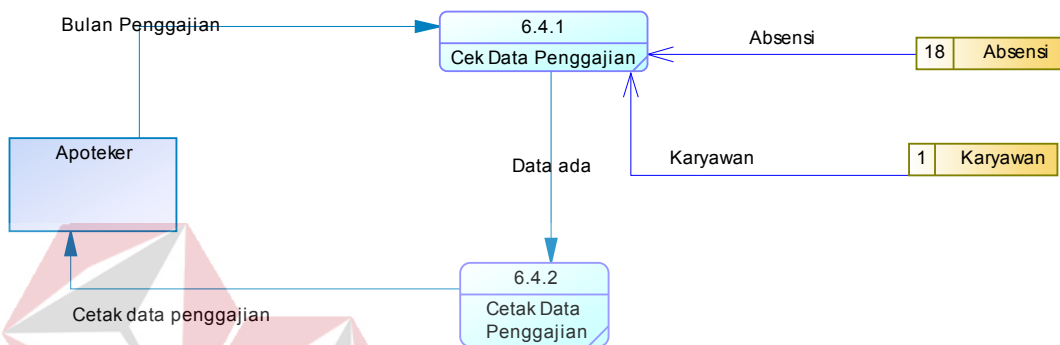 Bulan Penggajian
6.4.1
Cek Data Penggajian
Absensi
18 Absensi
Apoteker
Data ada
Karyawan
1 Karyawan
6.4.2
Cetak Data
Penggajian
Cetak data penggajian